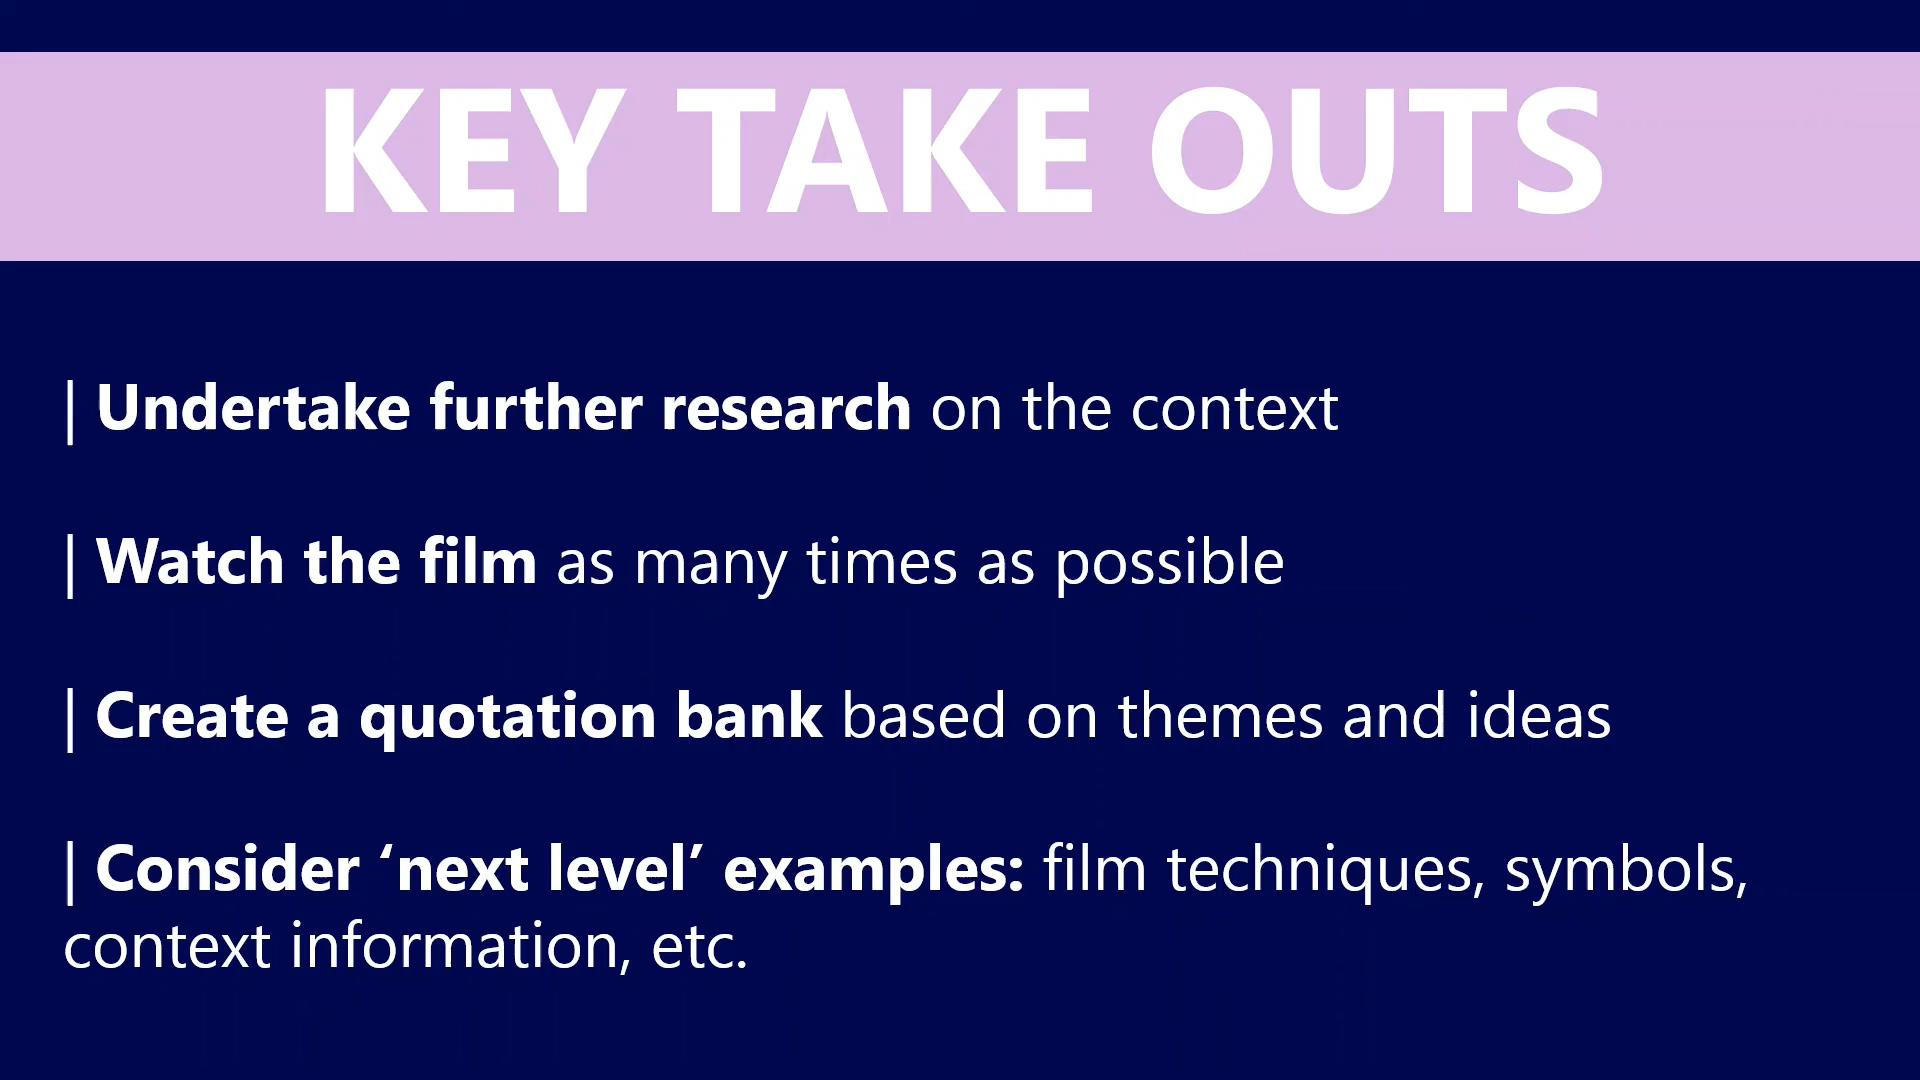 KEY TAKE OUTS
| Undertake further research on the context
| Watch the film as many times as possible
| Create a quotation bank based on themes and ideas
| Consider ‘next level’ examples: film techniques, symbols,
context information, etc.